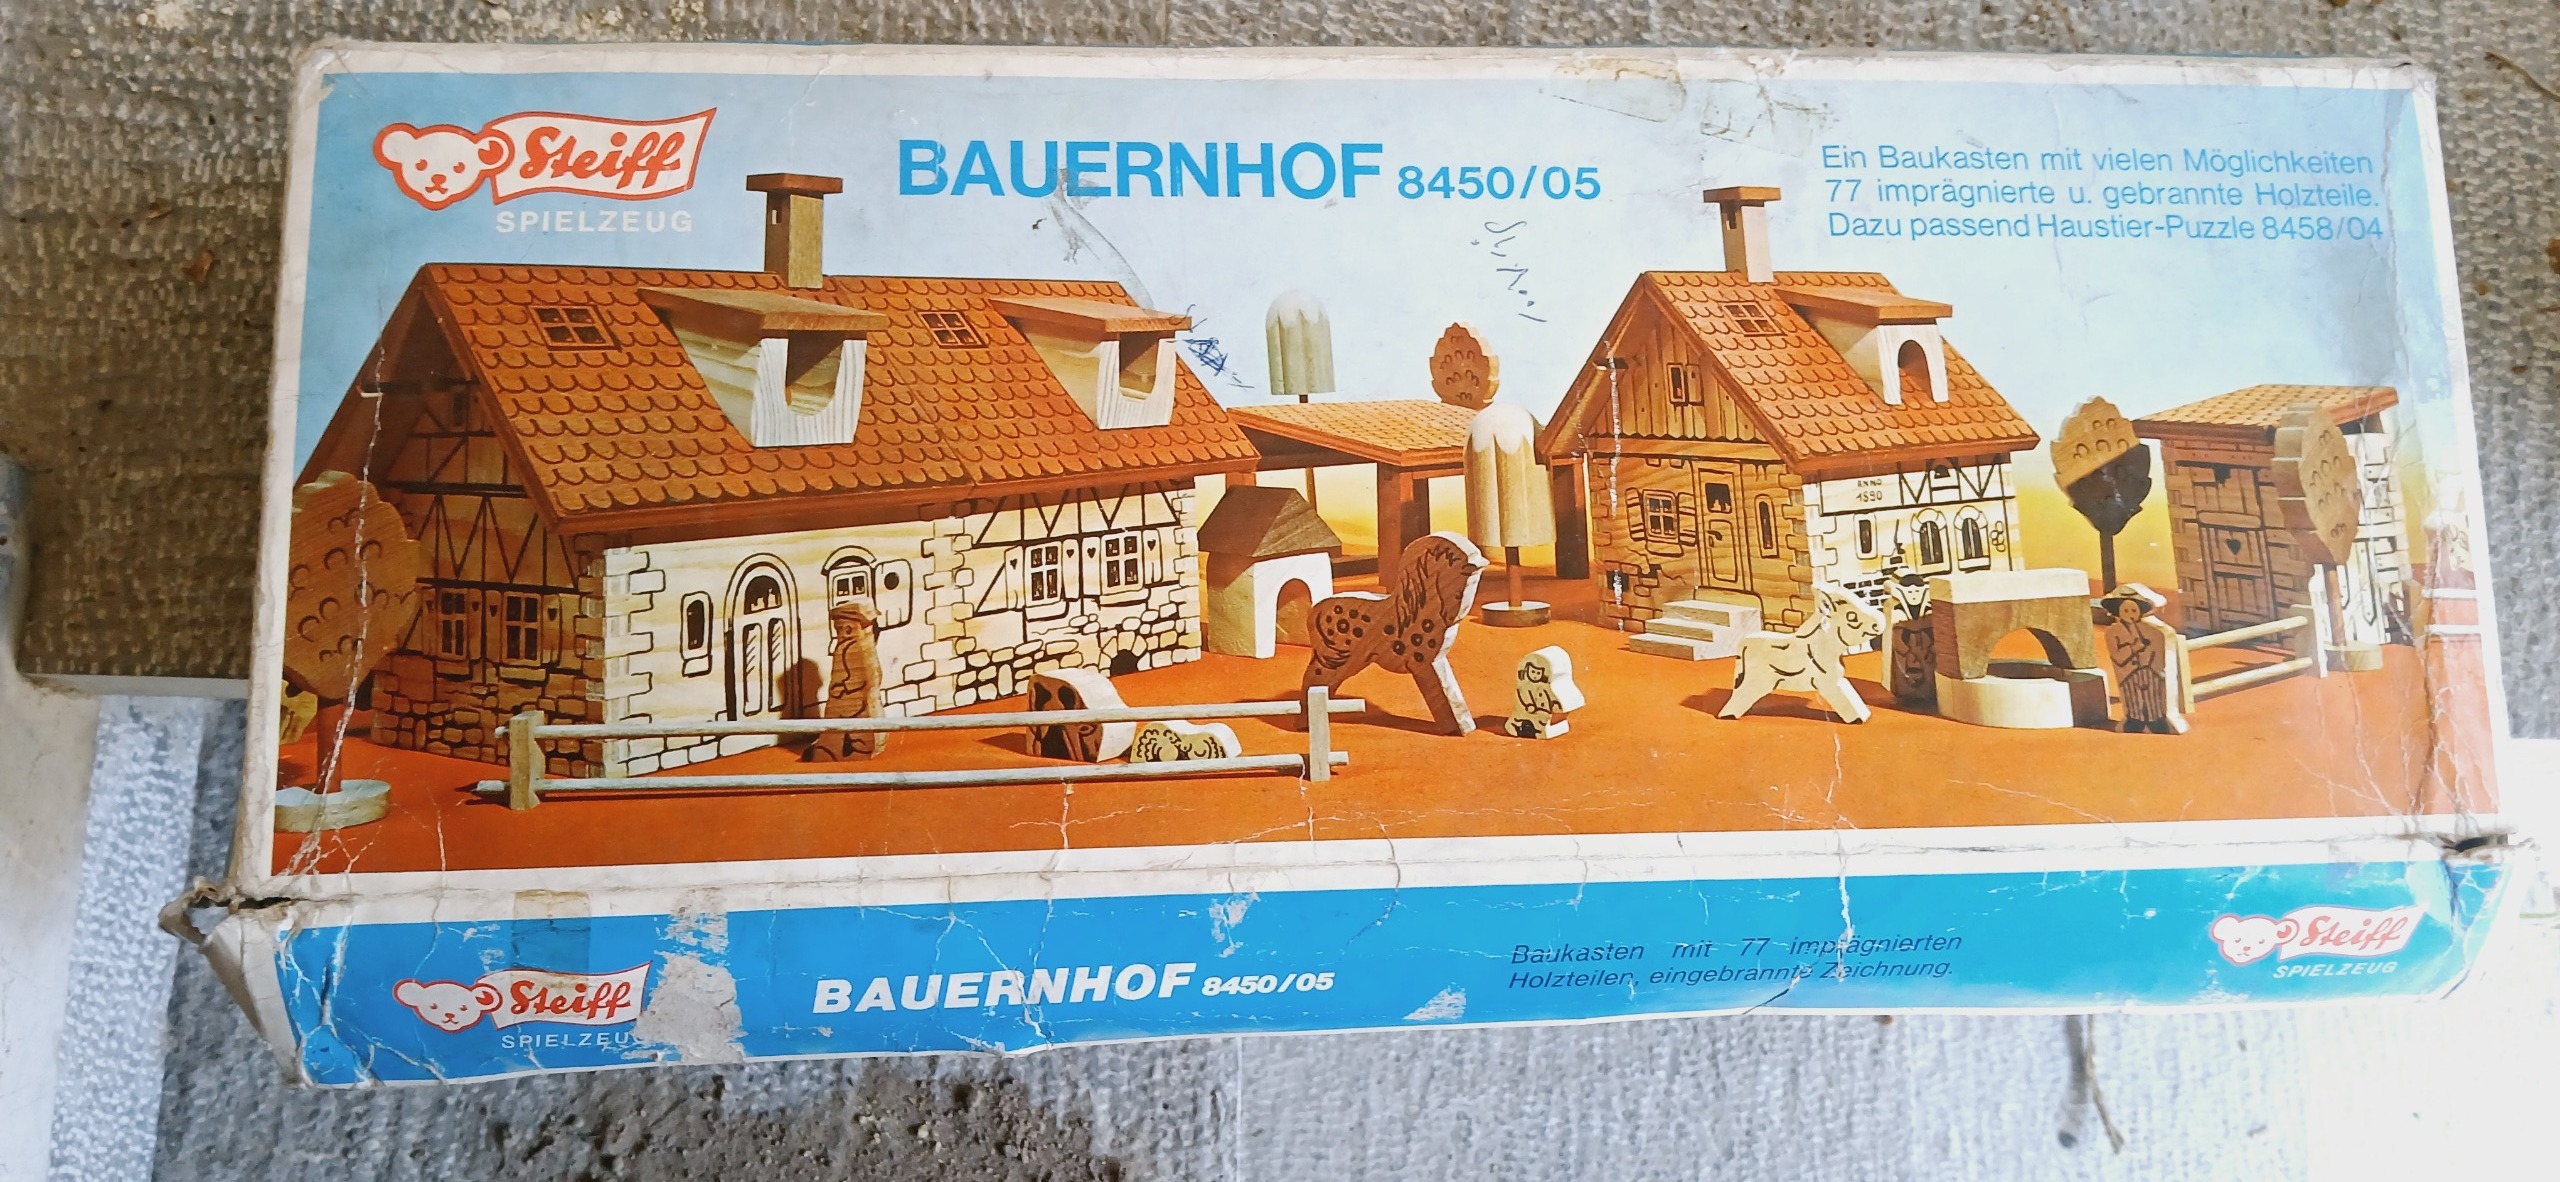 Steiff
SPIELZEUG
BAUERNHOF 8450/05
Ein Baukasten mit vielen Möglichkeiten
77 imprägnierte u. gebrannte Holzteile.
Dazu passend Haustier-Puzzle 8458/04
ANNO
1890
Steiff
SPIELZEUG
BAUERNHOF 8450/05
Baukasten mit 77 imprägnierten
Holzteilen, eingebrannte Zeichnung.
Steiff
SPIELZEUG